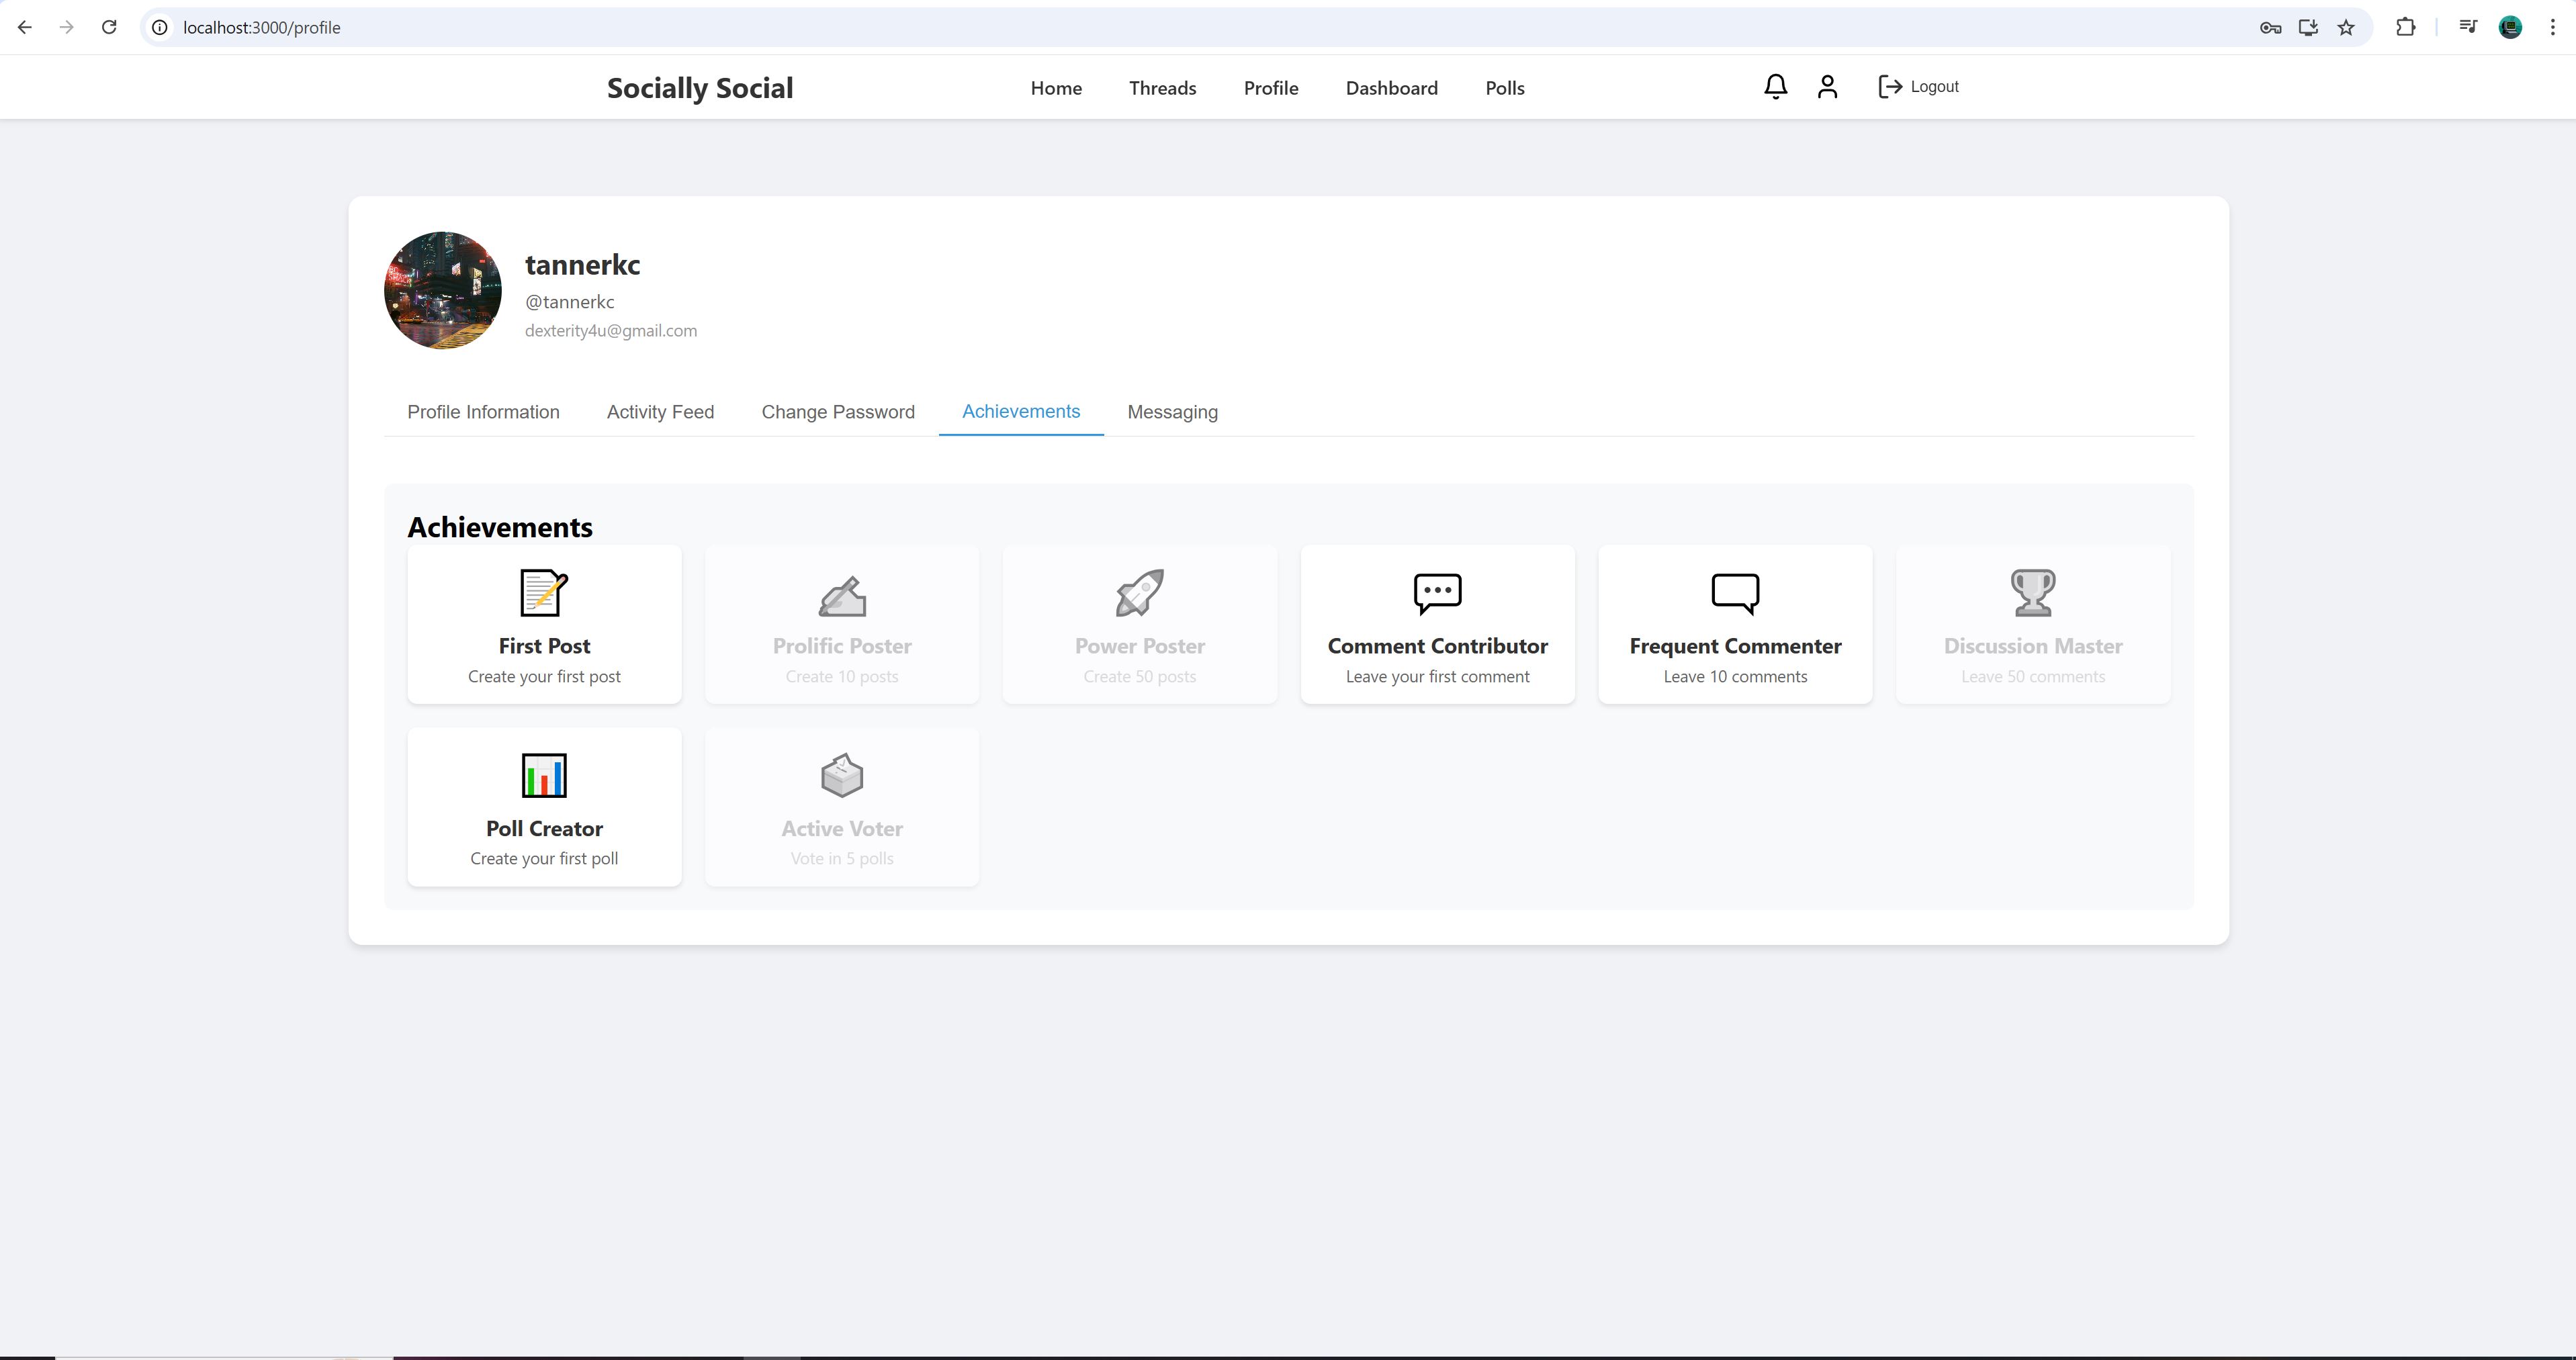 localhost:3000/profile
Socially Social
Home
Threads
Profile
Dashboard
Polls
Logout
tannerkc
@tannerkc
dexterity4u@gmail.com
Profile Information
Activity Feed
Change Password
Achievements
Messaging
Achievements
First Post
Create your first post
Prolific Poster
Create 10 posts
Power Poster
Create 50 posts
Comment Contributor
Leave your first comment
Frequent Commenter
Leave 10 comments
Discussion Master
Leave 50 comments
Poll Creator
Create your first poll
Active Voter
Vote in 5 polls